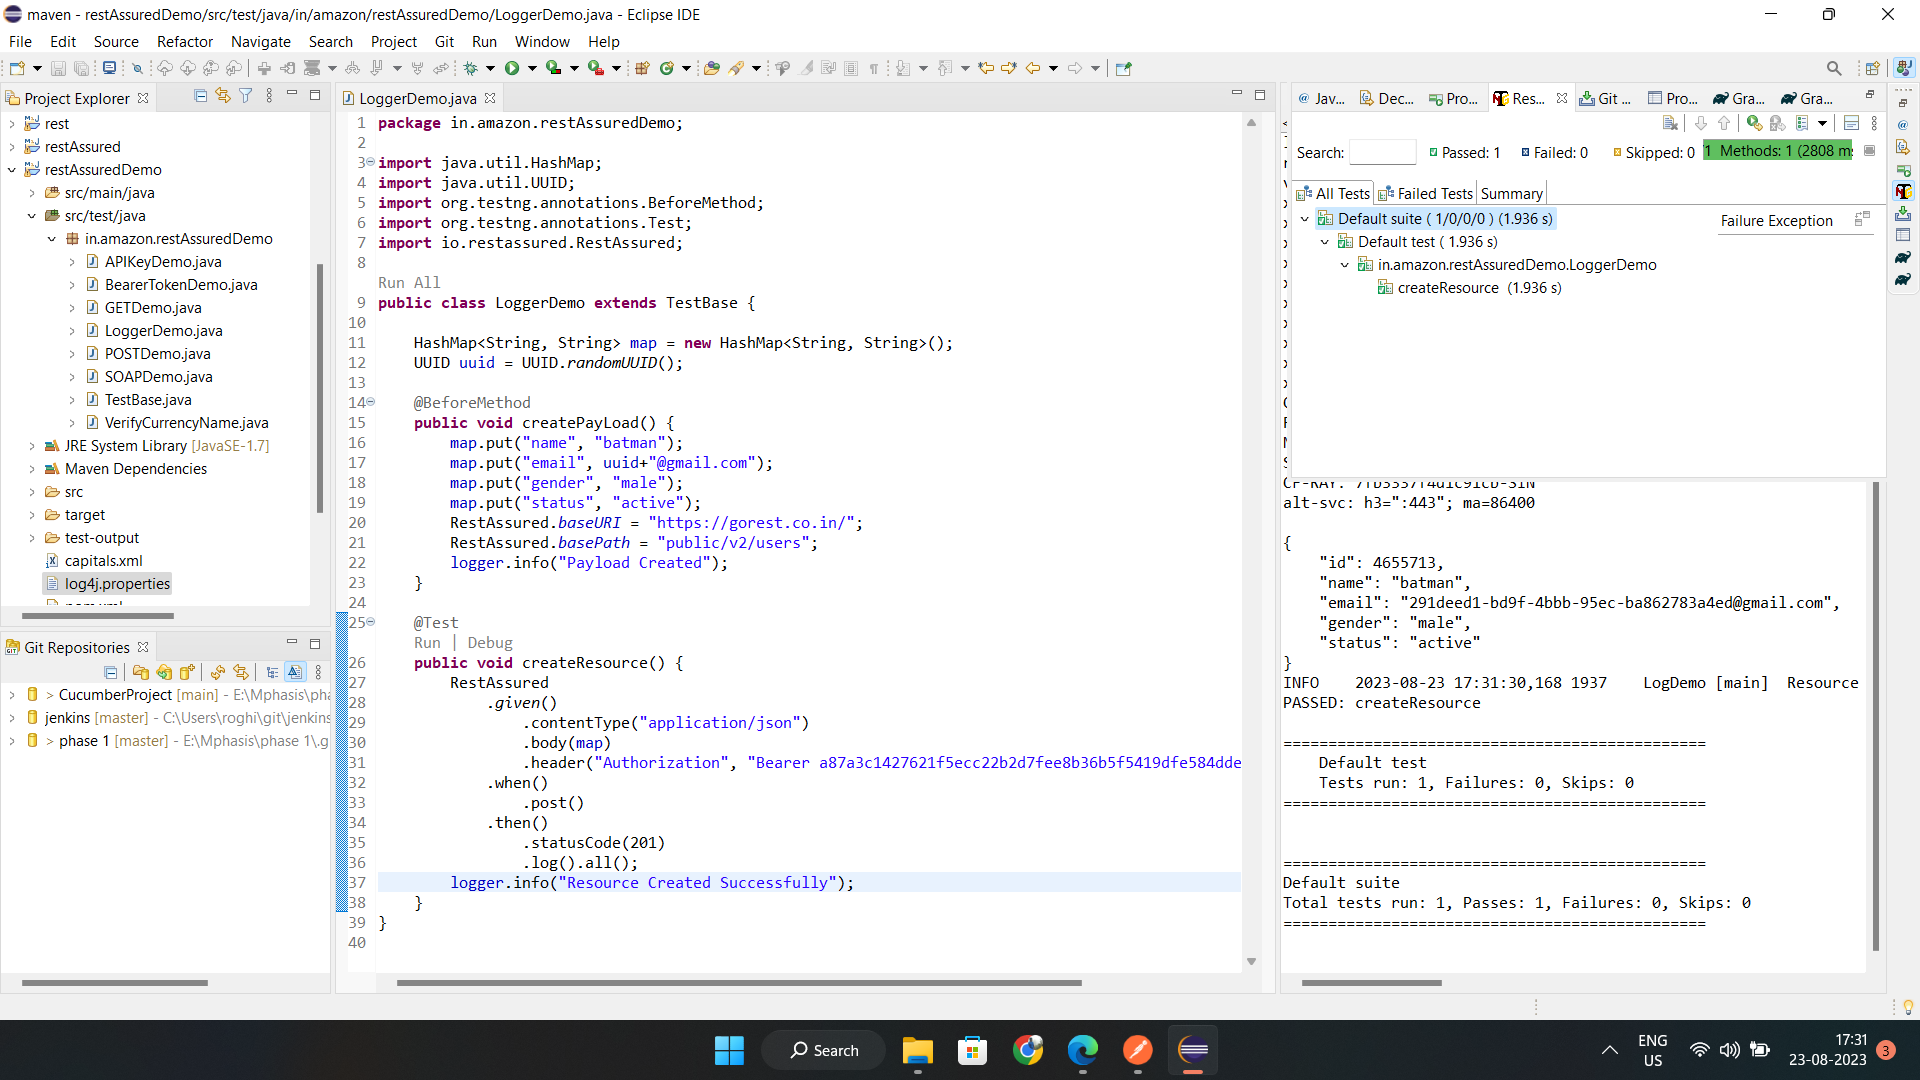 maven - restAssuredDemo/src/test/java/in/amazon/restAssuredDemo/LoggerDemo.java - Eclipse IDE
File Edit Source Refactor Navigate Search Project Git Run Window Help
Project Explorer
rest
restAssured
restAssuredDemo
src/main/java
src/test/java
in.amazon.restAssuredDemo
APIKeyDemo.java
BearerTokenDemo.java
GETDemo.java
LoggerDemo.java
POSTDemo.java
SOAPDemo.java
TestBase.java
VerifyCurrencyName.java
JRE System Library [JavaSE-1.7]
Maven Dependencies
src
target
test-output
capitals.xml
log4j.properties
Git Repositories
> CucumberProject [main] - E:\Mphasis\pha
jenkins [master] - C:\Users\roghi\git\jenkins
> phase 1 [master] - E:\Mphasis\phase 1\.g
LoggerDemo.java
1 package in.amazon.restAssuredDemo;
2
3 import java.util.HashMap;
4 import java.util.UUID;
5 import org.testng.annotations.BeforeMethod;
6 import org.testng.annotations.Test;
7 import io.restassured.RestAssured;
8
Run All
9 public class LoggerDemo extends TestBase {
10
11 HashMap<String, String> map = new HashMap<String, String>();
12 UUID uuid = UUID.randomUUID();
13
14 @BeforeMethod
15 public void createPayLoad() {
16 map.put("name", "batman");
17 map.put("email", uuid+"@gmail.com");
18 map.put("gender", "male");
19 map.put("status", "active");
20 RestAssured.baseURI = "https://gorest.co.in/";
21 RestAssured.basePath = "public/v2/users";
22 logger.info("Payload Created");
23 }
24
25 @Test
Run | Debug
26 public void createResource() {
27 RestAssured
28 .given()
29 .contentType("application/json")
30 .body(map)
31 .header("Authorization", "Bearer a87a3c1427621f5ecc22b2d7fee8b36b5f5419dfe584dde
32 .when()
33 .post()
34 .then()
35 .statusCode(201)
36 .log().all();
37 logger.info("Resource Created Successfully");
38 }
39 }
40
@ Jav... Dec... Pro... Res... Git ... Pro... Gra... Gra...
Search: Passed: 1 Failed: 0 Skipped: 0 Methods: 1 (2808 ms
All Tests Failed Tests Summary
Default suite ( 1/0/0/0 ) (1.936 s)
Failure Exception
Default test ( 1.936 s)
in.amazon.restAssuredDemo.LoggerDemo
createResource (1.936 s)
alt-svc: h3=":443"; ma=86400
{
"id": 4655713,
"name": "batman",
"email": "291deed1-bd9f-4bbb-95ec-ba862783a4ed@gmail.com",
"gender": "male",
"status": "active"
}
INFO 2023-08-23 17:31:30,168 1937 LogDemo [main] Resource
PASSED: createResource
===============================================
Default test
Tests run: 1, Failures: 0, Skips: 0
===============================================
===============================================
Default suite
Total tests run: 1, Passes: 1, Failures: 0, Skips: 0
===============================================
Search
ENG
US
17:31
23-08-2023
3